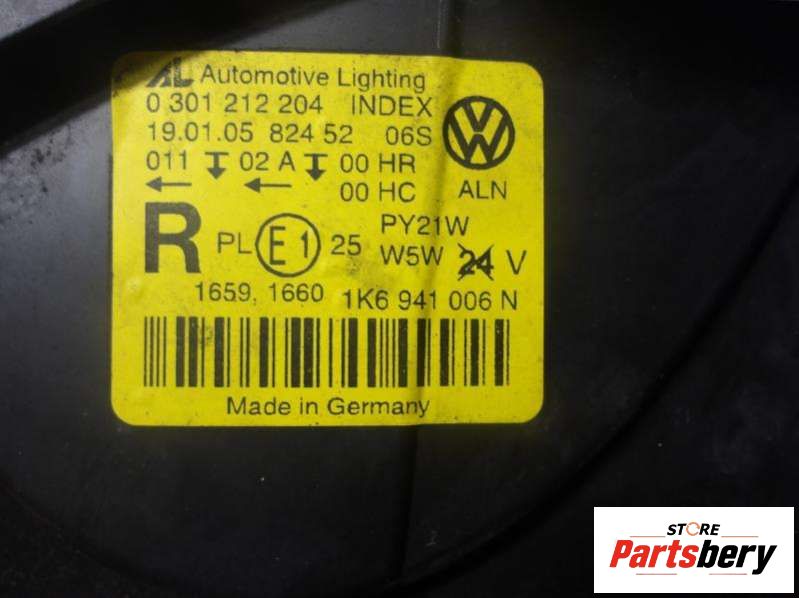 AL Automotive Lighting
0 301 212 204 INDEX
19.01.05 824 52 06S
011 02 A 00 HR
00 HC ALN
R PL E1 25 PY21W
W5W 24 V
1659, 1660 1K6 941 006 N
Made in Germany
STORE
Partsbery